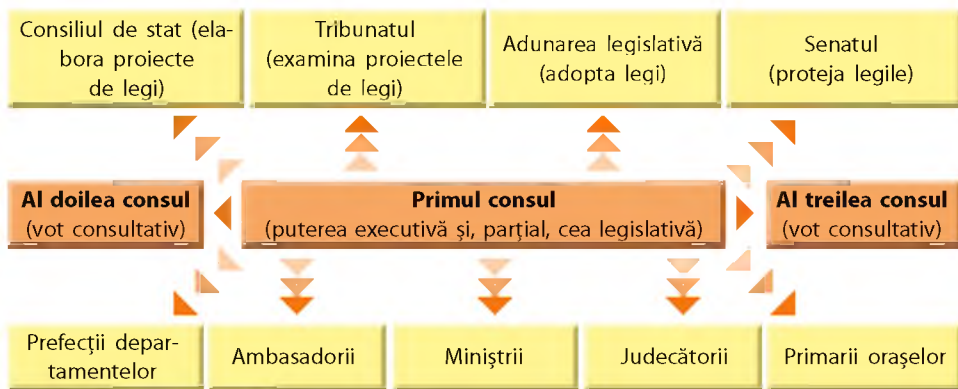 Consiliul de stat (ela-
bora proiecte
de legi)
Tribunatul
(examina proiectele
de legi)
Adunarea legislativă
(adopta legi)
Senatul
(proteja legile)
Al doilea consul
(vot consultativ)
Primul consul
(puterea executivă și, parțial, cea legislativă)
Al treilea consul
(vot consultativ)
Prefecții depar-
tamentelor
Ambasadorii
Miniștrii
Judecătorii
Primarii orașelor